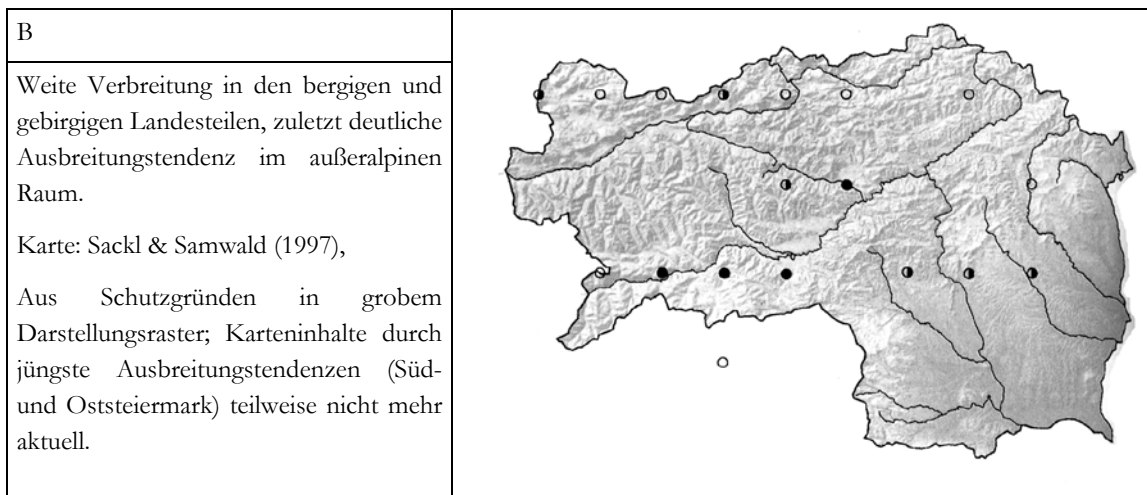 B
Weite Verbreitung in den bergigen und
gebirgigen Landesteilen, zuletzt deutliche
Ausbreitungstendenz im außeralpinen
Raum.
Karte: Sackl & Samwald (1997),
Aus Schutzgründen in grobem
Darstellungsraster; Karteninhalte durch
jüngste Ausbreitungstendenzen (Süd-
und Oststeiermark) teilweise nicht mehr
aktuell.